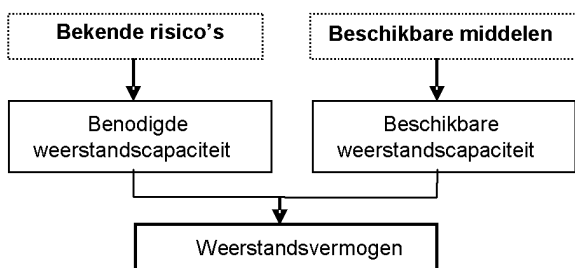 Bekende risico's
Beschikbare middelen
Benodigde
weerstandscapaciteit
Beschikbare
weerstandscapaciteit
Weerstandsvermogen